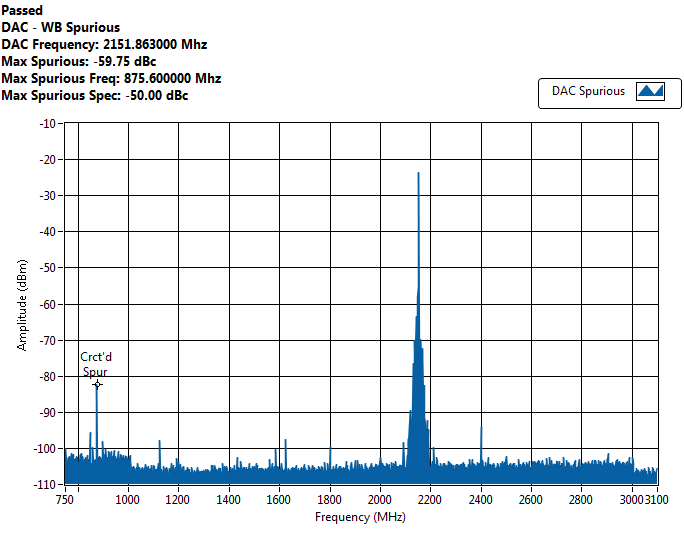 Passed
DAC - WB Spurious
DAC Frequency: 2151.863000 Mhz
Max Spurious: -59.75 dBc
Max Spurious Freq: 875.600000 Mhz
Max Spurious Spec: -50.00 dBc
DAC Spurious
-10
-20
-30
-40
-50
-60
-70
-80
-90
-100
-110
Amplitude (dBm)
Crct'd
Spur
750 1000 1200 1400 1600 1800 2000 2200 2400 2600 2800 3000 3100
Frequency (MHz)